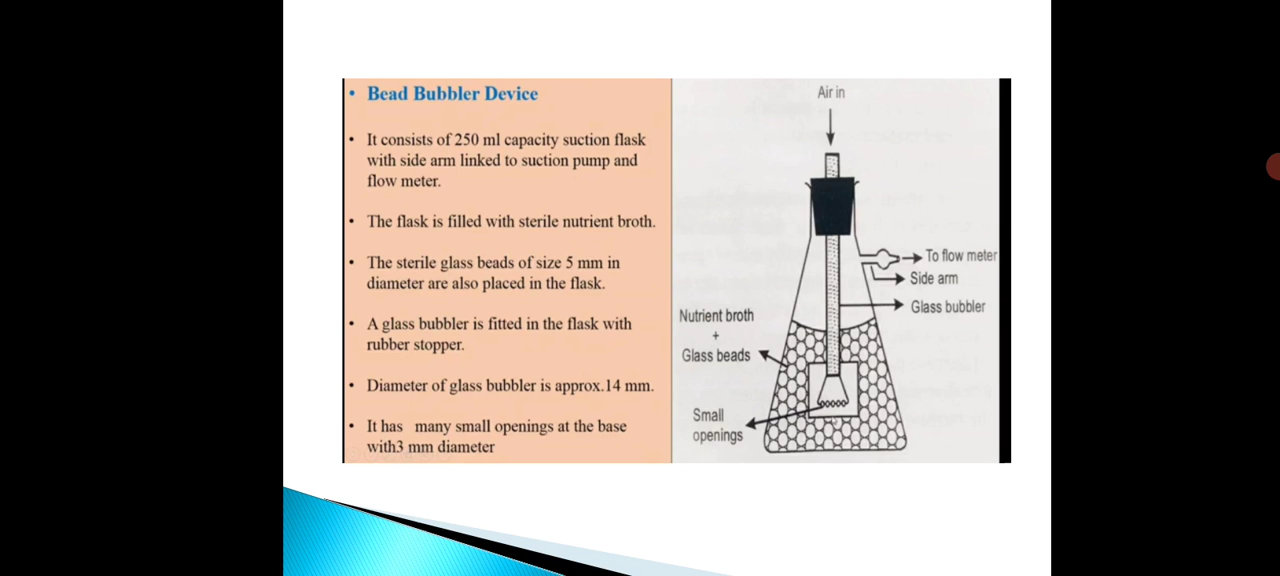 • Bead Bubbler Device
• It consists of 250 ml capacity suction flask
with side arm linked to suction pump and
flow meter.
• The flask is filled with sterile nutrient broth.
• The sterile glass beads of size 5 mm in
diameter are also placed in the flask.
• A glass bubbler is fitted in the flask with
rubber stopper.
• Diameter of glass bubbler is approx.14 mm.
• It has many small openings at the base
with3 mm diameter
Air in
To flow meter
Side arm
Glass bubbler
Nutrient broth
+
Glass beads
Small
openings